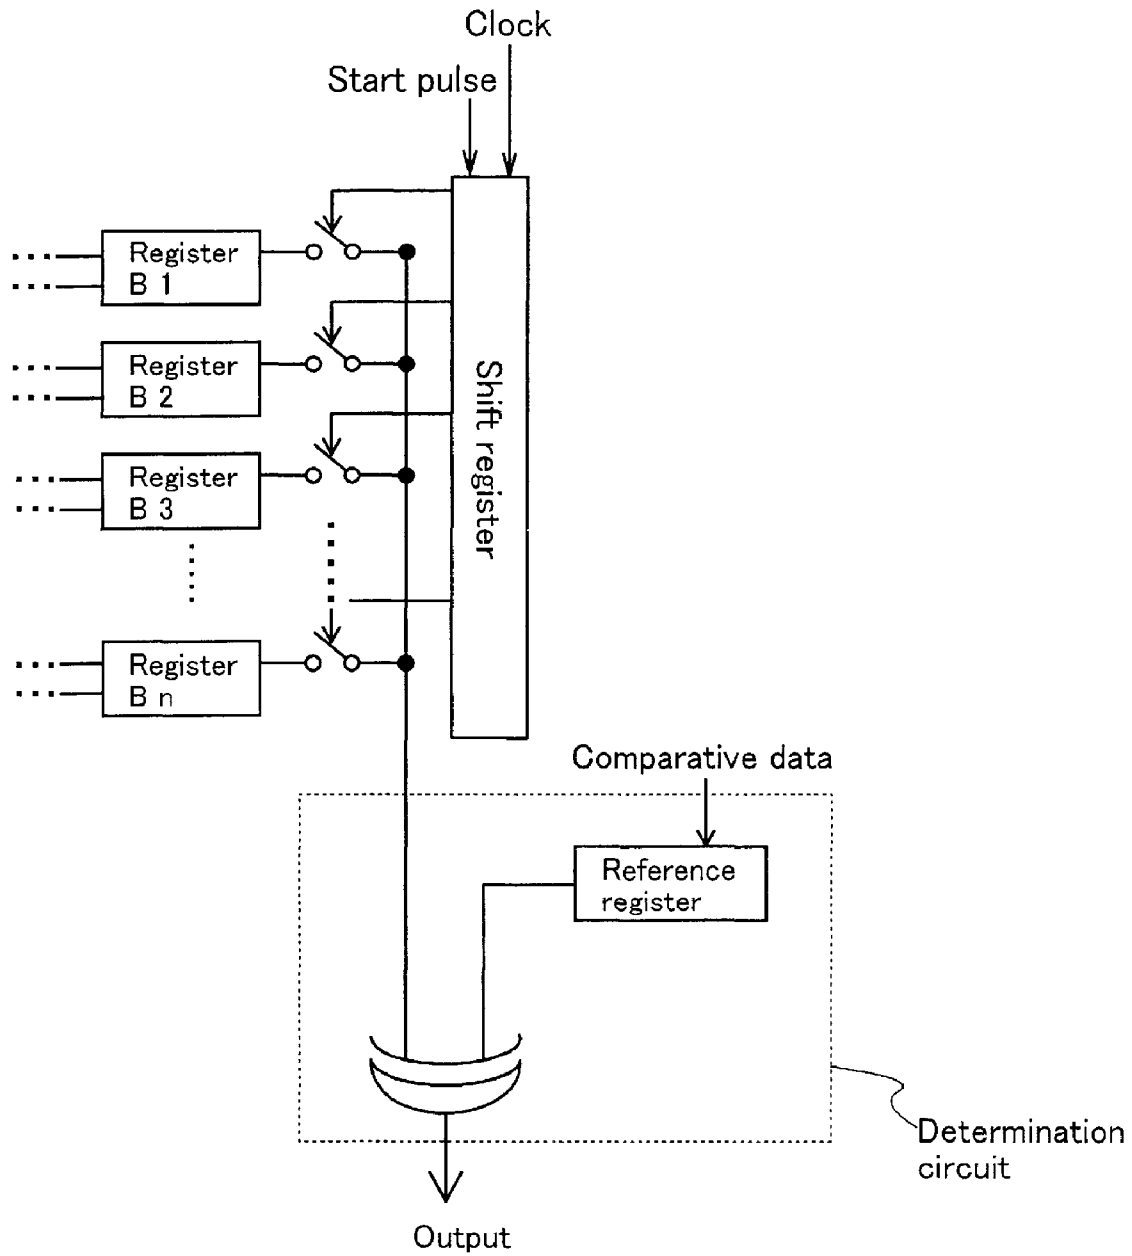 Clock
Start pulse
Register
B 1
Register
B 2
Register
B 3
Register
B n
Shift register
Comparative data
Reference
register
Determination
circuit
Output